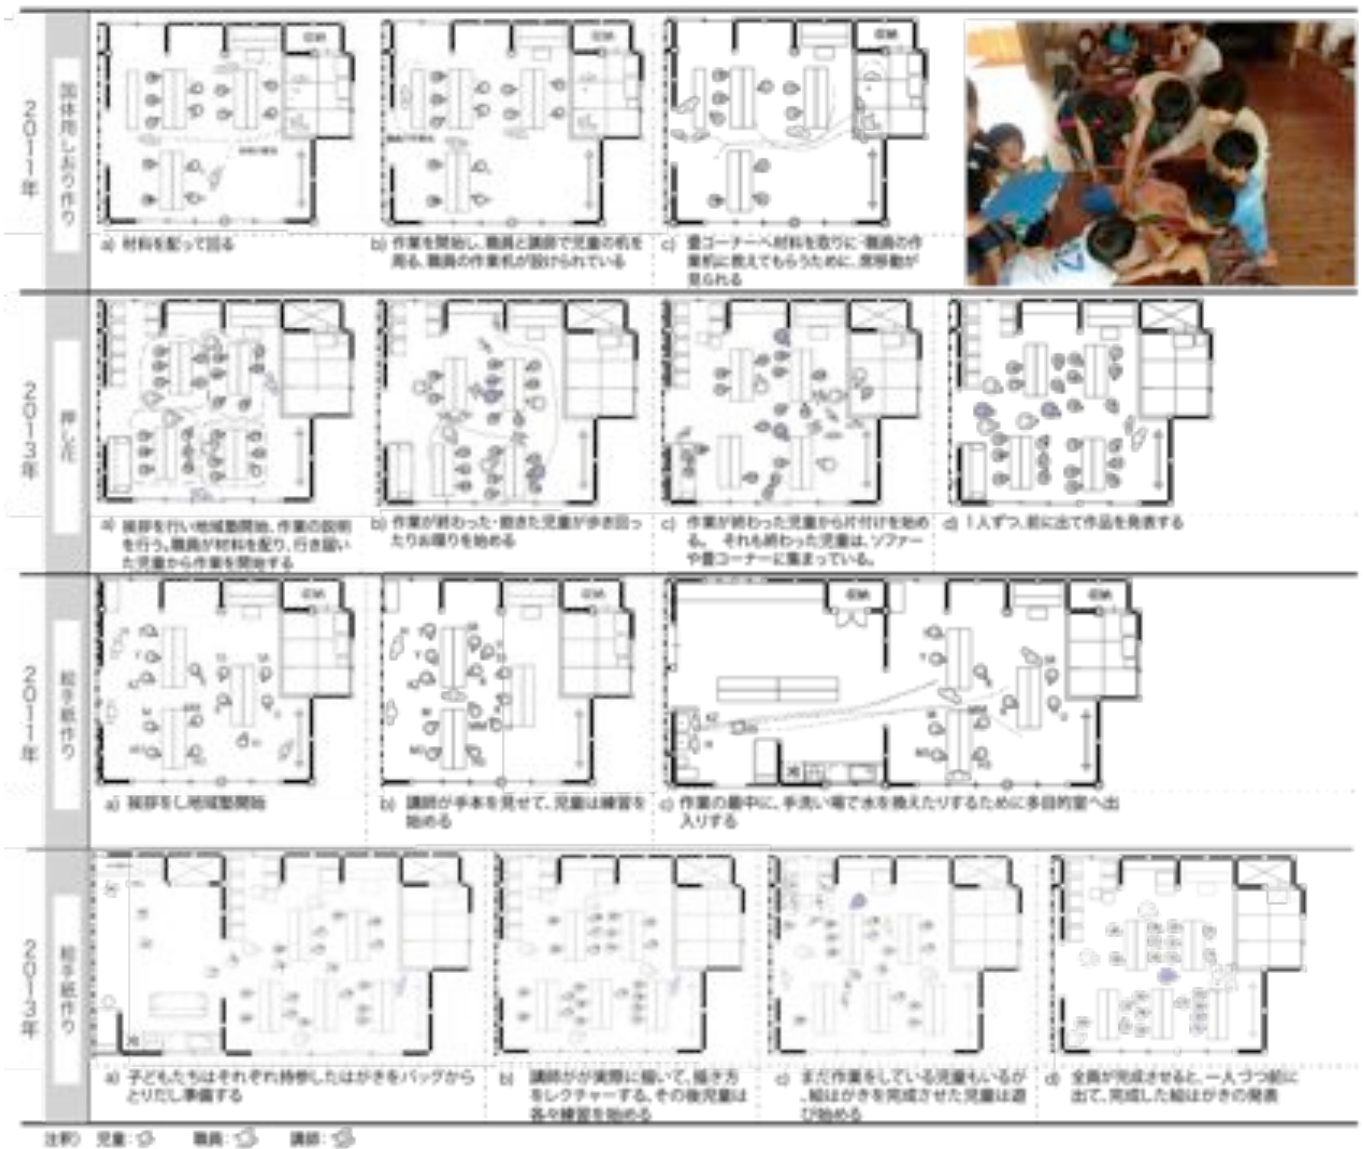 2011年
国体用しおり作り
収納
収納
収納
a) 材料を配って回る
b) 作業を開始し、職員と講師で児童の机を
周る、職員の作業机が設けられている
c) 畳コーナーへ材料を取りに・職員の作
業机に教えてもらうために、席移動が
見られる
2013年
押し花
a) 挨拶を行い地域塾開始、作業の説明
を行う。職員が材料を配り、行き届い
た児童から作業を開始する
b) 作業が終わった・飽きた児童が歩き回っ
たりお喋りを始める
c) 作業が終わった児童から片付けを始め
る。 それも終わった児童は、ソファー
や畳コーナーに集まっている。
d) 1人ずつ、前に出て作品を発表する
2011年
絵手紙作り
収納
収納
収納
a) 挨拶をし地域塾開始
b) 講師が手本を見せて、児童は練習を
始める
c) 作業の最中に、手洗い場で水を換えたりするために多目的室へ出
入りする
2013年
絵手紙作り
a) 子どもたちはそれぞれ持参したはがきをバッグから
とりだし準備する
b) 講師がが実際に描いて、描き方
をレクチャーする、その後児童は
各々練習を始める
c) まだ作業をしている児童もいるが
、絵はがきを完成させた児童は遊
び始める
d) 全員が完成させると、一人づつ前に
出て、完成した絵はがきの発表
注釈) 児童: 職員: 講師: